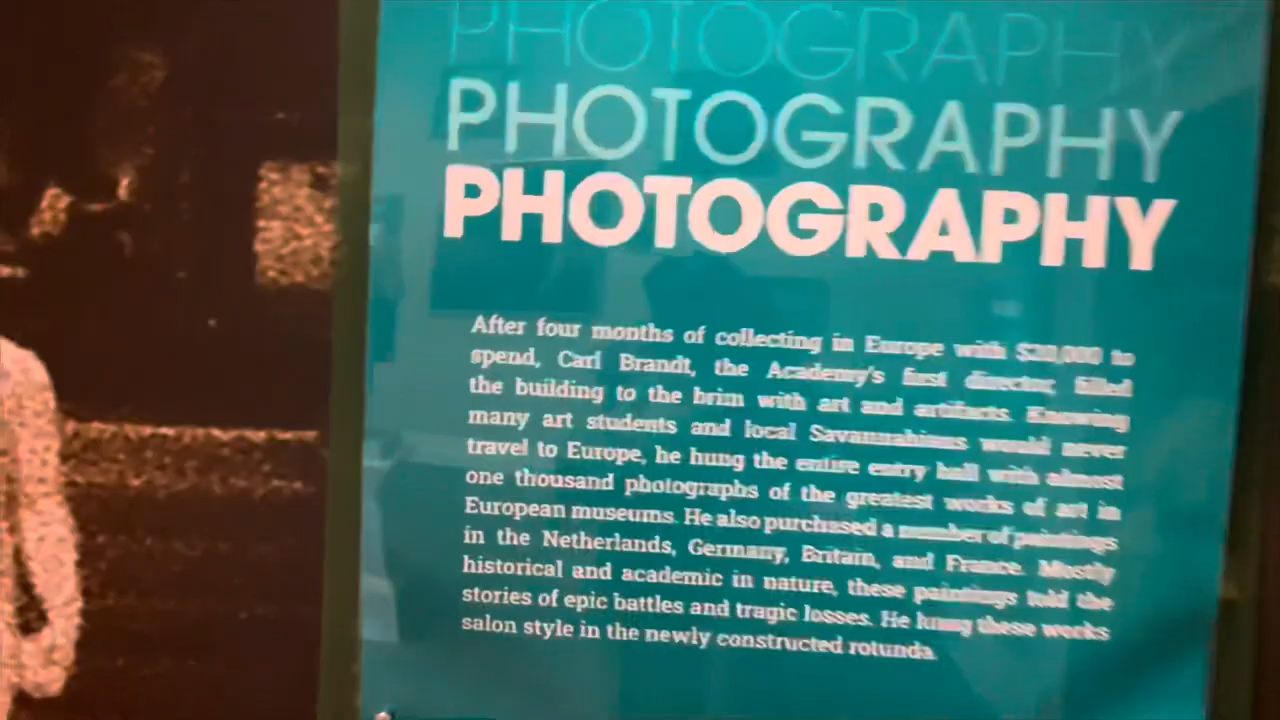 PHOTOGRAPHY
PHOTOGRAPHY
PHOTOGRAPHY
After four months of collecting in Europe with to
spend, Carl Brandt, the Academy's first director, filled
the building to the brim with art and artifacts. Knowing
many art students and local Savannahians would never
travel to Europe, he hung the entire entry hall with almost
one thousand photographs of the greatest works of art in
European museums. He also purchased a number of paintings
in the Netherlands, Germany, Britain, and France. Mostly
historical and academic in nature, these paintings told the
stories of epic battles and tragic losses. He hung these works
salon style in the newly constructed rotunda.